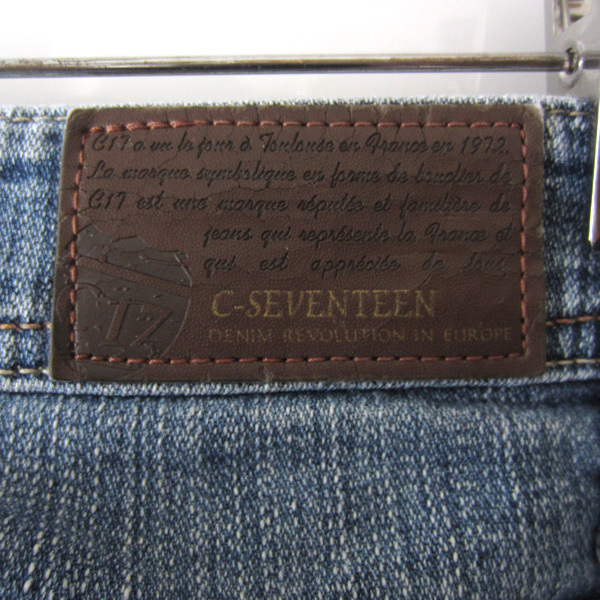 C17 a vu le jour à Toulouse en France en 1972.
La marque symbolique en forme de bouclier de
C17 est une marque réputée et familière de
jeans qui représente la France et
qui est appréciée de tous
C17
C-SEVENTEEN
DENIM REVOLUTION IN EUROPE